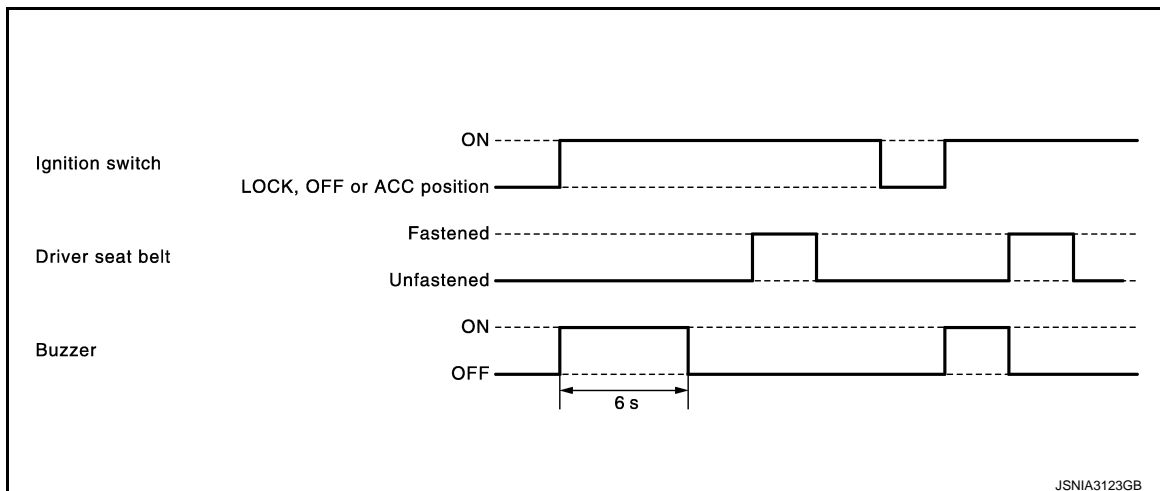 ON
Ignition switch
LOCK, OFF or ACC position
Fastened
Driver seat belt
Unfastened
ON
Buzzer
OFF
6 s
JSNIA3123GB